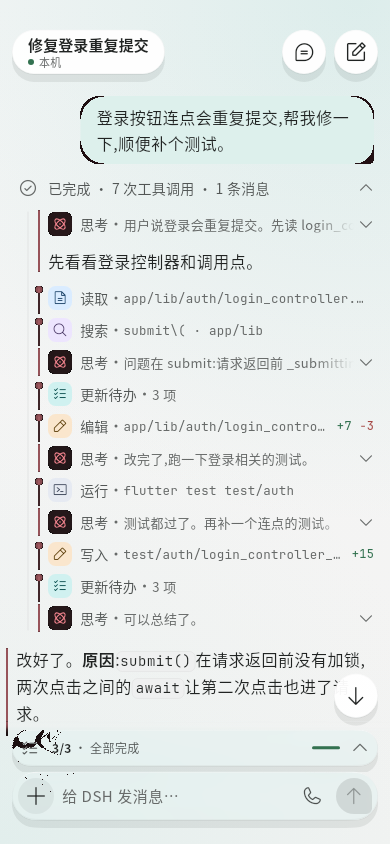 修复登录重复提交
本机
登录按钮连点会重复提交,帮我修一
下,顺便补个测试。
已完成 · 7 次工具调用 · 1 条消息
思考 · 用户说登录会重复提交。先读 login_c
先看看登录控制器和调用点。
读取 · app/lib/auth/login_controller.…
搜索 · submit\( · app/lib
思考 · 问题在 submit:请求返回前 _submitti
更新待办 · 3 项
编辑 · app/lib/auth/login_contro… +7 -3
思考 · 改完了,跑一下登录相关的测试。
运行 · flutter test test/auth
思考 · 测试都过了。再补一个连点的测试。
写入 · test/auth/login_controller_… +15
更新待办 · 3 项
思考 · 可以总结了。
改好了。原因:submit() 在请求返回前没有加锁,
两次点击之间的 await 让第二次点击也进了
求。
3/3 · 全部完成
给 DSH 发消息…